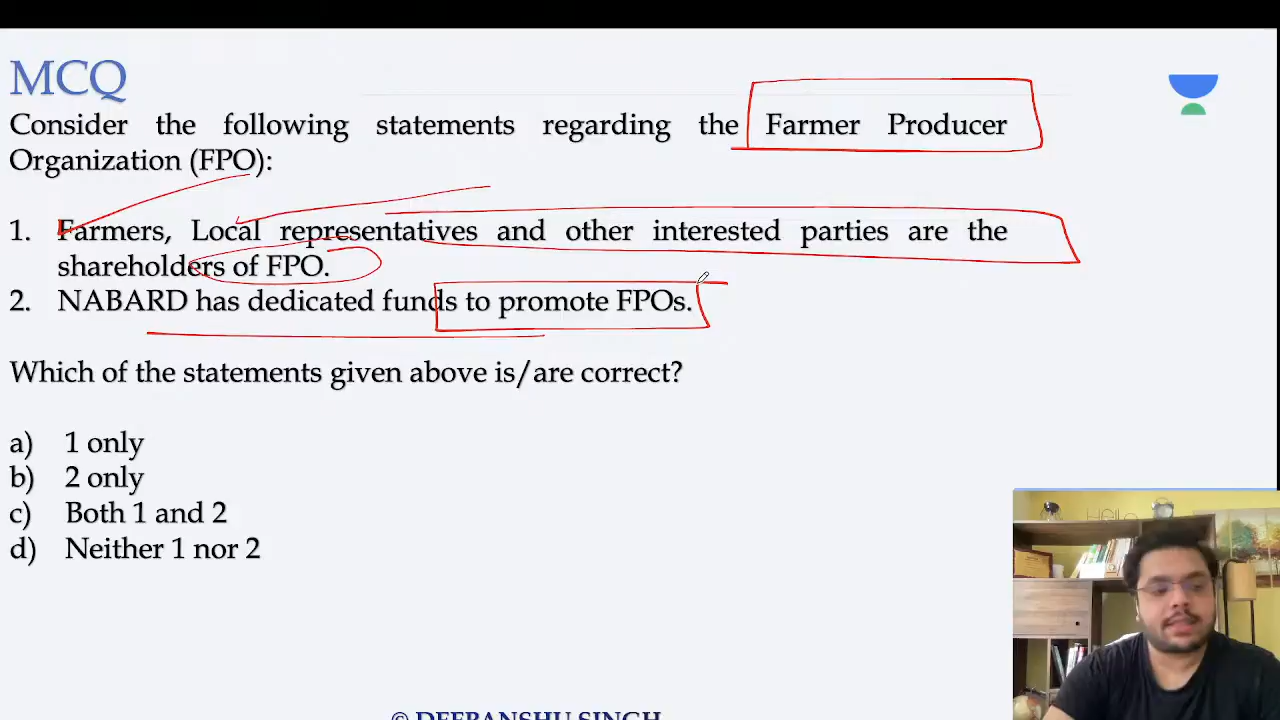 MCQ
Consider the following statements regarding the Farmer Producer
Organization (FPO):
1. Farmers, Local representatives and other interested parties are the
shareholders of FPO.
2. NABARD has dedicated funds to promote FPOs.
Which of the statements given above is/are correct?
a) 1 only
b) 2 only
c) Both 1 and 2
d) Neither 1 nor 2
© DEEPANSHU SINGH